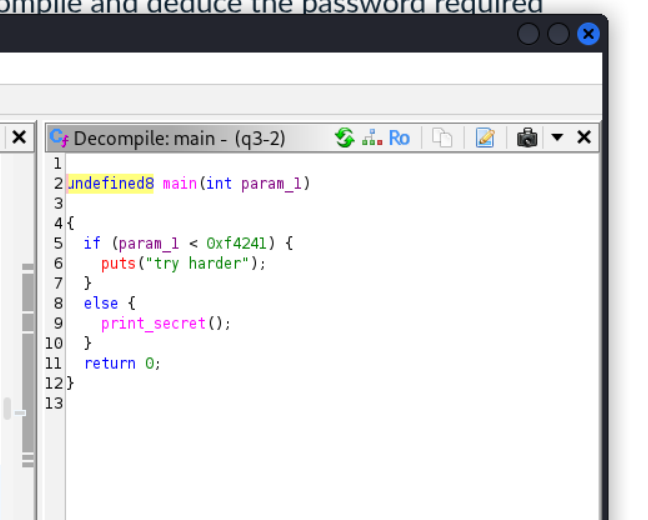 ompile and deduce the password required
Decompile: main - (q3-2)
Ro
1
2 undefined8 main(int param_1)
3
4 {
5 if (param_1 < 0xf4241) {
6 puts("try harder");
7 }
8 else {
9 print_secret();
10 }
11 return 0;
12 }
13